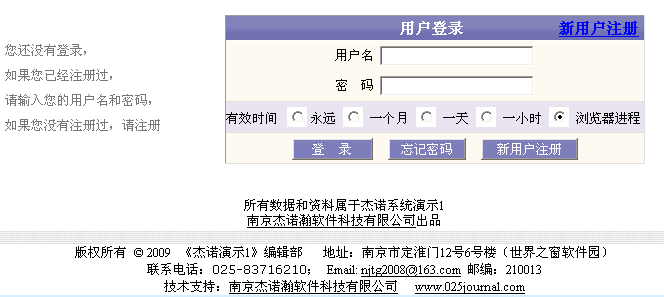 用户登录 新用户注册
您还没有登录,
如果您已经注册过,
请输入您的用户名和密码,
如果您没有注册过,请注册
用户名
密 码
有效时间 永远 一个月 一天 一小时 浏览器进程
登 录 忘记密码 新用户注册
所有数据和资料属于杰诺系统演示1
南京杰诺瀚软件科技有限公司出品
版权所有 © 2009 《杰诺演示1》编辑部 地址：南京市定淮门12号6号楼（世界之窗软件园）
联系电话：025-83716210； Email: njtg2008@163.com 邮编：210013
技术支持：南京杰诺瀚软件科技有限公司 www.025journal.com